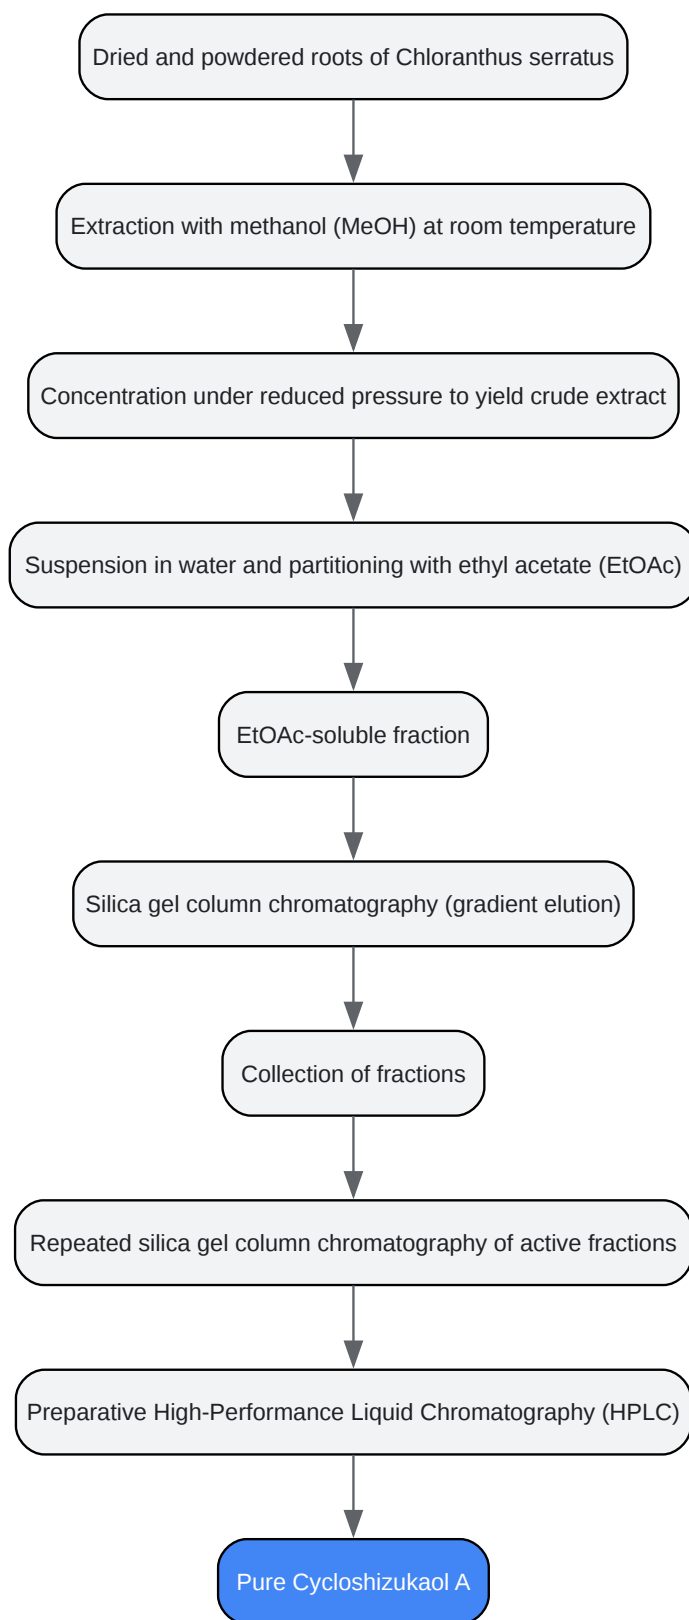 Dried and powdered roots of Chloranthus serratus
Extraction with methanol (MeOH) at room temperature
Concentration under reduced pressure to yield crude extract
Suspension in water and partitioning with ethyl acetate (EtOAc)
EtOAc-soluble fraction
Silica gel column chromatography (gradient elution)
Collection of fractions
Repeated silica gel column chromatography of active fractions
Preparative High-Performance Liquid Chromatography (HPLC)
Pure Cycloshizukaol A